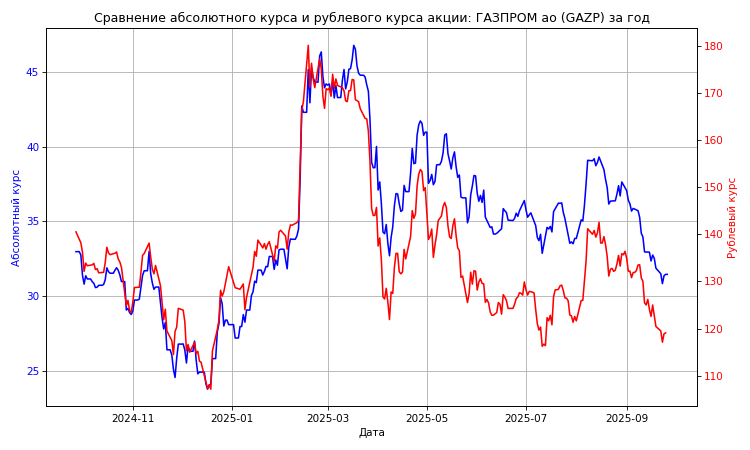 Сравнение абсолютного курса и рублевого курса акции: ГАЗПРОМ ао (GAZP) за год
45
40
35
30
25
Абсолютный курс
180
170
160
150
140
130
120
110
Рублевый курс
2024-11 2025-01 2025-03 2025-05 2025-07 2025-09
Дата